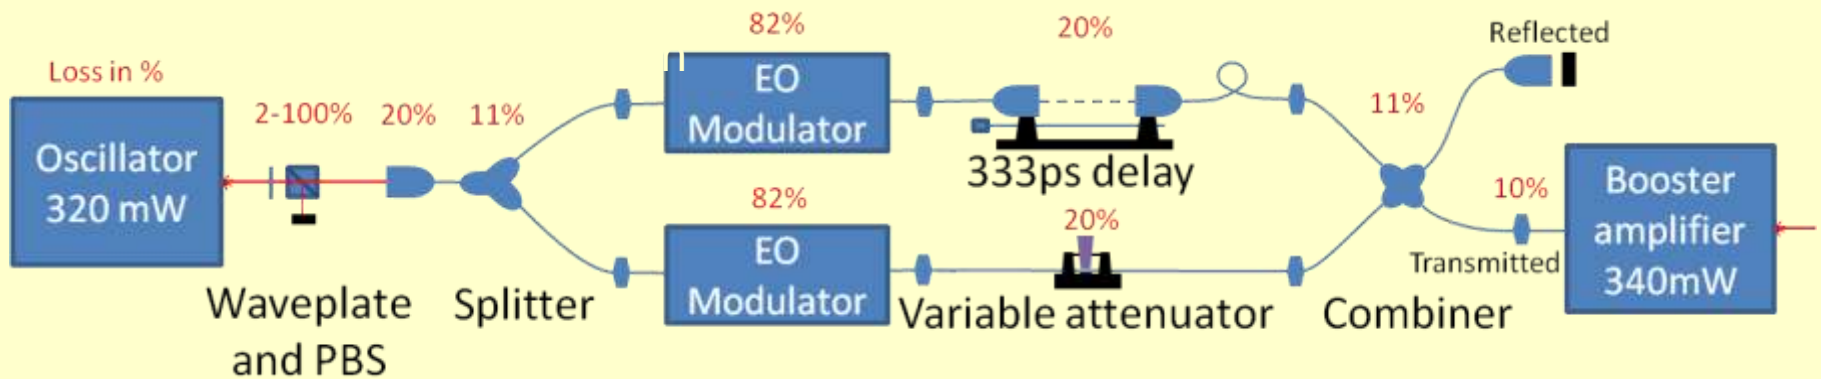 Loss in %
Oscillator
320 mW
2-100%
20%
11%
Waveplate
and PBS
Splitter
82%
EO
Modulator
82%
EO
Modulator
20%
333ps delay
20%
Variable attenuator
11%
Combiner
Reflected
Transmitted
10%
Booster
amplifier
340mW